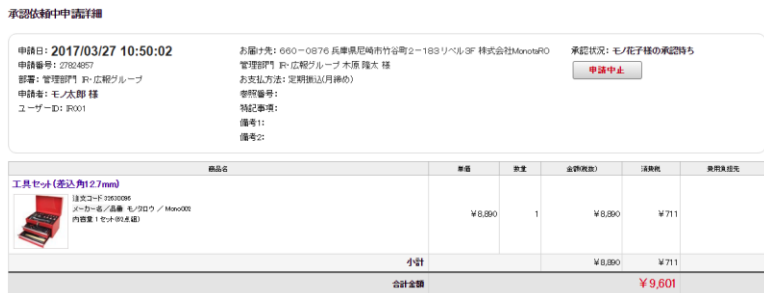 承認依頼中申請詳細
申請日: 2017/03/27 10:50:02
申請番号: 27824957
部署: 管理部門 IR・広報グループ
申請者: モノ太郎 様
ユーザーID: IR001
お届け先: 660－0876 兵庫県尼崎市竹谷町2－183リベル3F 株式会社MonotaRO
管理部門 IR・広報グループ 木原 隆太 様
お支払方法: 定期振込(月締め)
参照番号:
特記事項:
備考1:
備考2:
承認状況: モノ花子様の承認待ち
申請中止
商品名 単価 数量 金額(税抜) 消費税 費用負担先
工具セット(差込角12.7mm)
注文コード
メーカー名／品番 モノタロウ / Mono002
内容量 1セット(62点組)
￥8,890 1 ￥8,890 ￥711
小計 ￥8,890 ￥711
合計金額 ￥9,601